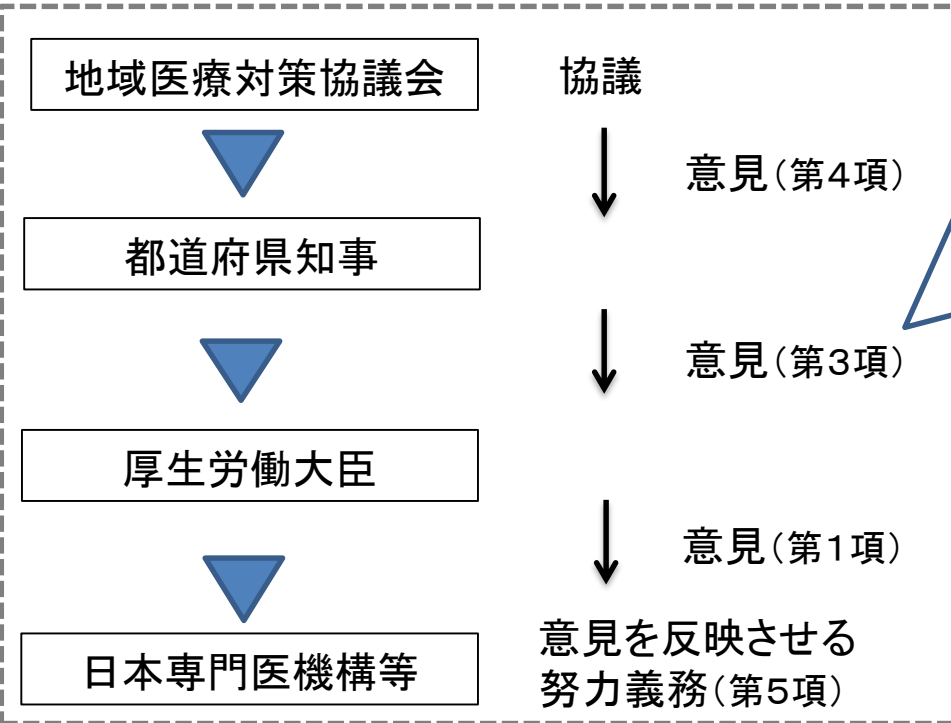 地域医療対策協議会
協議
意見(第4項)
都道府県知事
意見(第3項)
厚生労働大臣
意見(第1項)
日本専門医機構等
意見を反映させる
努力義務(第5項)